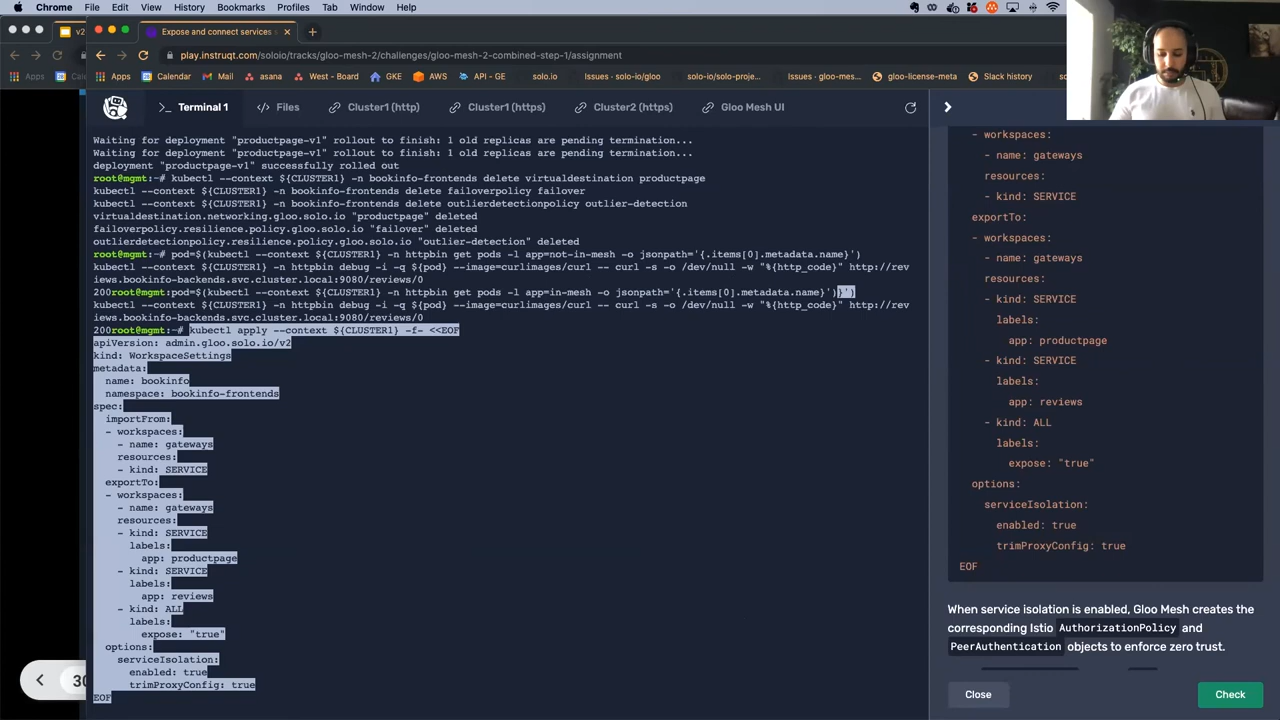 Chrome File Edit View History Bookmarks Profiles Tab Window Help
v2
Expose and connect services
play.instruqt.com/soloio/tracks/gloo-mesh-2/challenges/gloo-mesh-2-combined-step-1/assignment
Apps
Apps Calendar Mail asana West - Board GKE AWS API - GE solo.io Issues · solo-io/gloo solo-io/solo-proje... Issues · gloo-mes... gloo-license-meta Slack history
Terminal 1 Files Cluster1 (http) Cluster1 (https) Cluster2 (https) Gloo Mesh UI
Waiting for deployment "productpage-v1" rollout to finish: 1 old replicas are pending termination...
Waiting for deployment "productpage-v1" rollout to finish: 1 old replicas are pending termination...
deployment "productpage-v1" successfully rolled out
root@mgmt:~# kubectl --context ${CLUSTER1} -n bookinfo-frontends delete virtualdestination productpage
kubectl --context ${CLUSTER1} -n bookinfo-frontends delete failoverpolicy failover
kubectl --context ${CLUSTER1} -n bookinfo-frontends delete outlierdetectionpolicy outlier-detection
virtualdestination.networking.gloo.solo.io "productpage" deleted
failoverpolicy.resilience.policy.gloo.solo.io "failover" deleted
outlierdetectionpolicy.resilience.policy.gloo.solo.io "outlier-detection" deleted
root@mgmt:~# pod=$(kubectl --context ${CLUSTER1} -n httpbin get pods -l app=not-in-mesh -o jsonpath='{.items[0].metadata.name}')
kubectl --context ${CLUSTER1} -n httpbin debug -i -q ${pod} --image=curlimages/curl -- curl -s -o /dev/null -w "%{http_code}" http://rev
iews.bookinfo-backends.svc.cluster.local:9080/reviews/0
200root@mgmt:pod=$(kubectl --context ${CLUSTER1} -n httpbin get pods -l app=in-mesh -o jsonpath='{.items[0].metadata.name}')}')
kubectl --context ${CLUSTER1} -n httpbin debug -i -q ${pod} --image=curlimages/curl -- curl -s -o /dev/null -w "%{http_code}" http://rev
iews.bookinfo-backends.svc.cluster.local:9080/reviews/0
200root@mgmt:~# kubectl apply --context ${CLUSTER1} -f- <<EOF
apiVersion: admin.gloo.solo.io/v2
kind: WorkspaceSettings
metadata:
  name: bookinfo
  namespace: bookinfo-frontends
spec:
  importFrom:
  - workspaces:
    - name: gateways
    resources:
    - kind: SERVICE
  exportTo:
  - workspaces:
    - name: gateways
    resources:
    - kind: SERVICE
      labels:
        app: productpage
    - kind: SERVICE
      labels:
        app: reviews
    - kind: ALL
      labels:
        expose: "true"
  options:
    serviceIsolation:
      enabled: true
      trimProxyConfig: true
EOF
30
- workspaces:
  - name: gateways
  resources:
  - kind: SERVICE
exportTo:
- workspaces:
  - name: gateways
  resources:
  - kind: SERVICE
    labels:
      app: productpage
  - kind: SERVICE
    labels:
      app: reviews
  - kind: ALL
    labels:
      expose: "true"
options:
  serviceIsolation:
    enabled: true
    trimProxyConfig: true
EOF
When service isolation is enabled, Gloo Mesh creates the
corresponding Istio AuthorizationPolicy and
PeerAuthentication objects to enforce zero trust.
Close Check